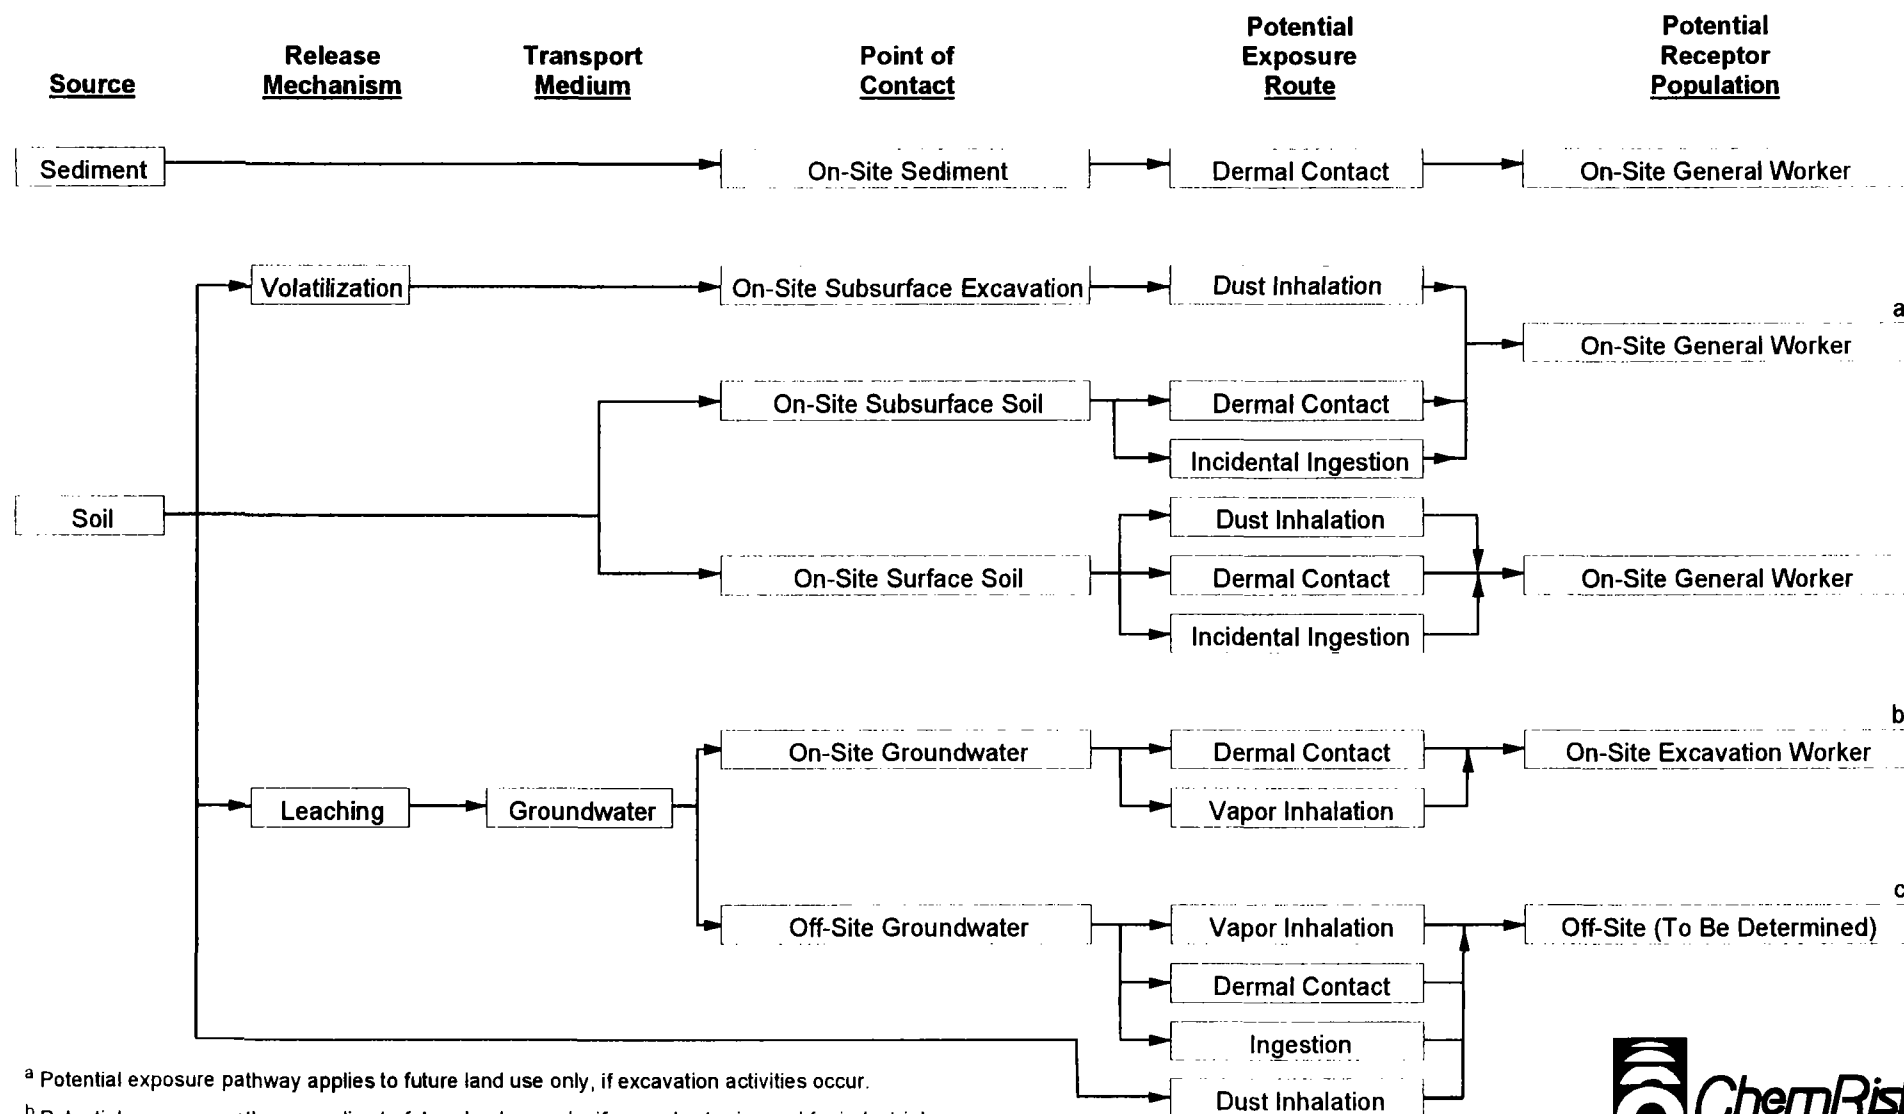 Source
Release
Mechanism
Transport
Medium
Point of
Contact
Potential
Exposure
Route
Potential
Receptor
Population
Sediment
On-Site Sediment
Dermal Contact
On-Site General Worker
Volatilization
On-Site Subsurface Excavation
Dust Inhalation
a
On-Site General Worker
On-Site Subsurface Soil
Dermal Contact
Incidental Ingestion
Soil
Dust Inhalation
On-Site Surface Soil
Dermal Contact
On-Site General Worker
Incidental Ingestion
b
On-Site Groundwater
Dermal Contact
On-Site Excavation Worker
Leaching
Groundwater
Vapor Inhalation
c
Off-Site Groundwater
Vapor Inhalation
Off-Site (To Be Determined)
Dermal Contact
Ingestion
Dust Inhalation
a Potential exposure pathway applies to future land use only, if excavation activities occur.
b Potential
ChemRisk